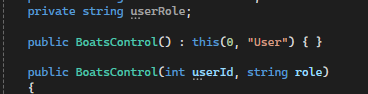 private string userRole;
public BoatsControl() : this(0, "User") { }
public BoatsControl(int userId, string role)
{